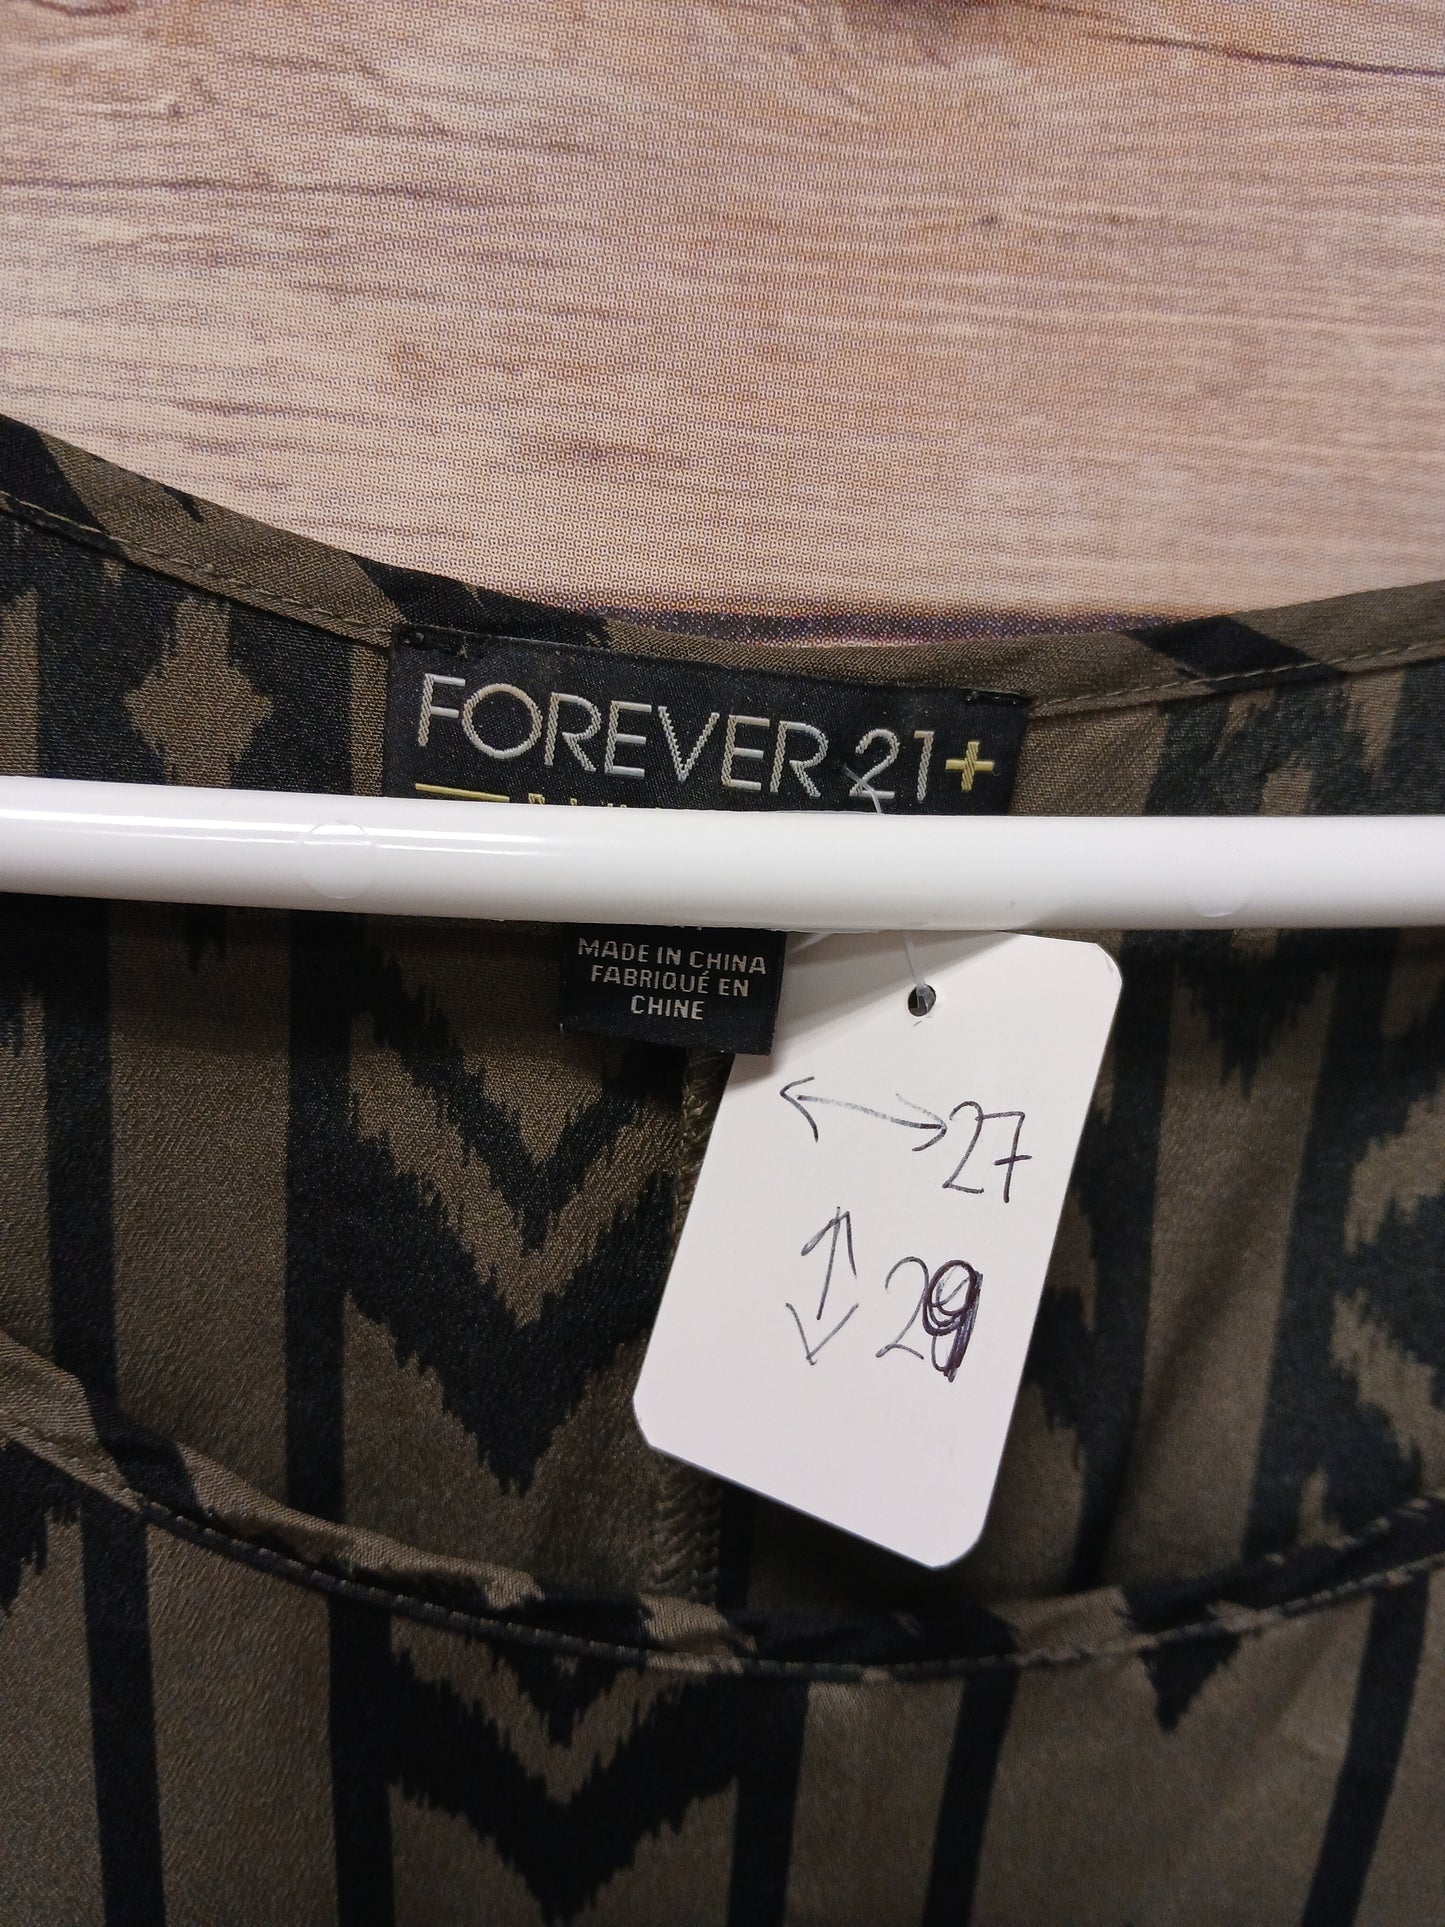 FOREVER 21+
MADE IN CHINA
FABRIQUÉ EN
CHINE
27
29